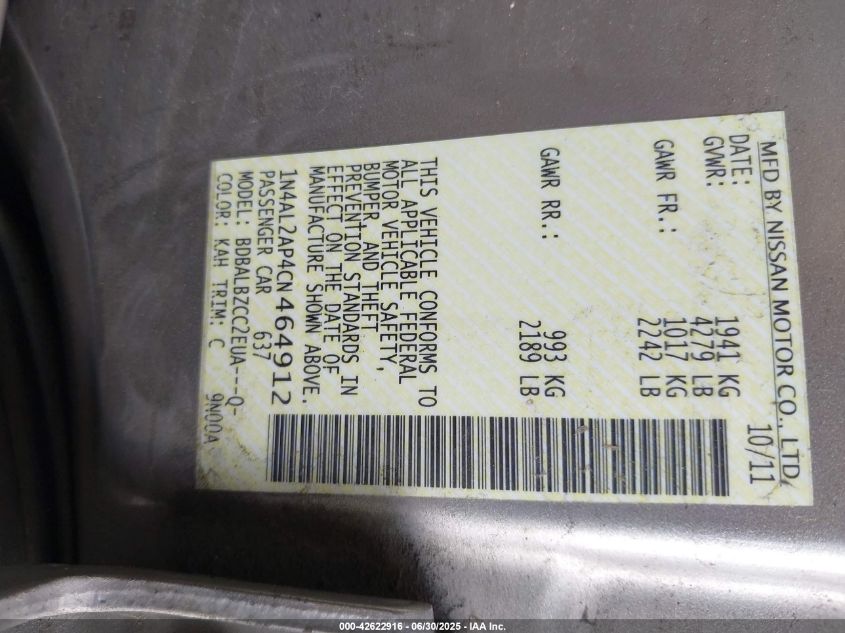 MFD BY NISSAN MOTOR CO., LTD.
DATE: 10/11
GVWR: 1941 KG
4279 LB
GAWR FR.: 1017 KG
2242 LB
GAWR RR.: 993 KG
2189 LB
THIS VEHICLE CONFORMS TO
ALL APPLICABLE FEDERAL
MOTOR VEHICLE SAFETY,
BUMPER, AND THEFT
PREVENTION STANDARDS IN
EFFECT ON THE DATE OF
MANUFACTURE SHOWN ABOVE.
1N4AL2AP4CN464912
PASSENGER CAR 637
MODEL: BDBALBZCC2EUA---Q-
COLOR: KAH TRIM: C 9N00A
000-42622916 - 06/30/2025 - IAA Inc.